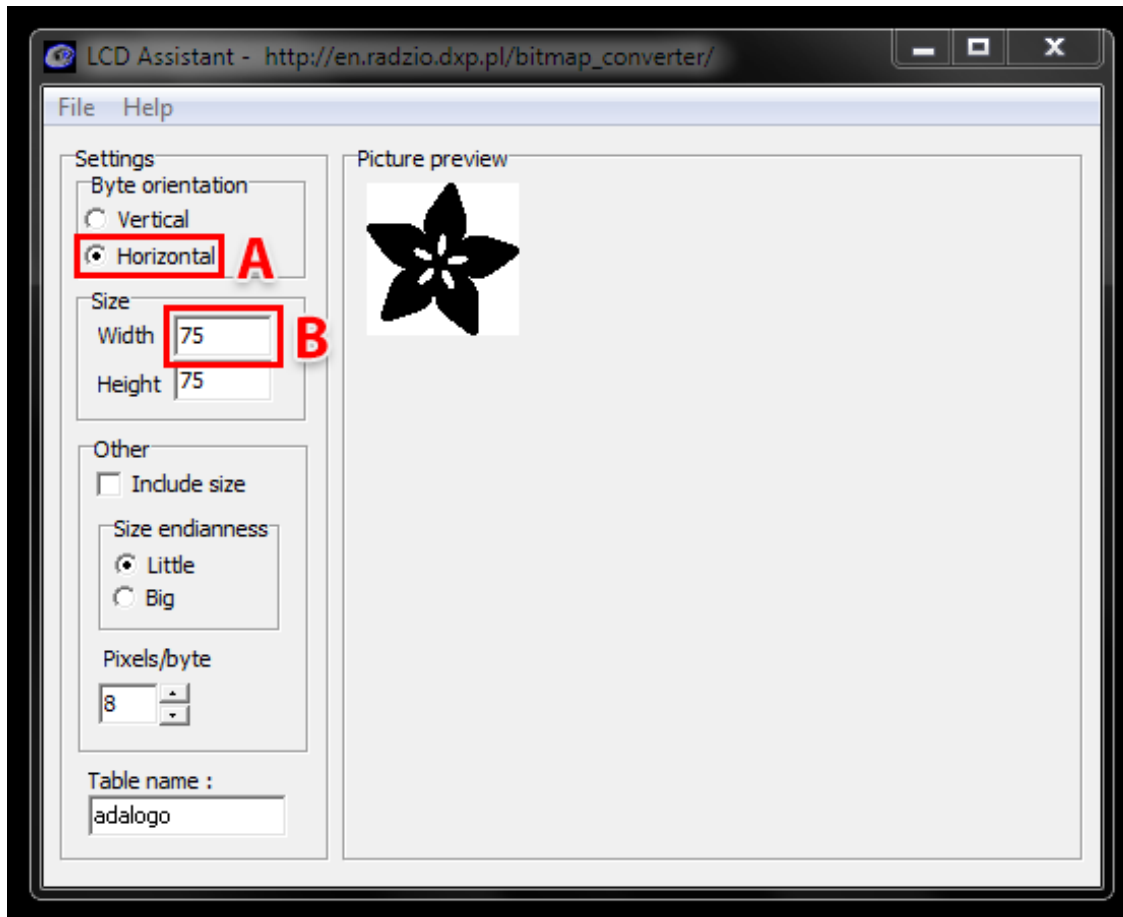 LCD Assistant - http://en.radzio.dxp.pl/bitmap_converter/
File Help
Settings
Byte orientation
Vertical
Horizontal
A
Size
Width 75
B
Height 75
Other
Include size
Size endianness
Little
Big
Pixels/byte
8
Table name :
adalogo
Picture preview